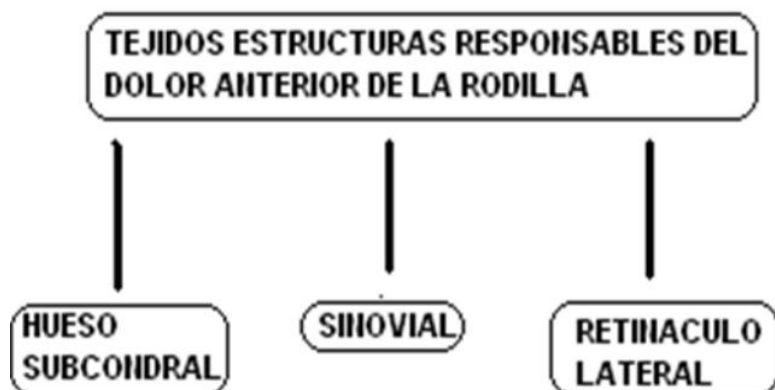 TEJIDOS ESTRUCTURAS RESPONSABLES DEL
DOLOR ANTERIOR DE LA RODILLA
HUESO
SUBCONDRAL
SINOVIAL
RETINACULO
LATERAL